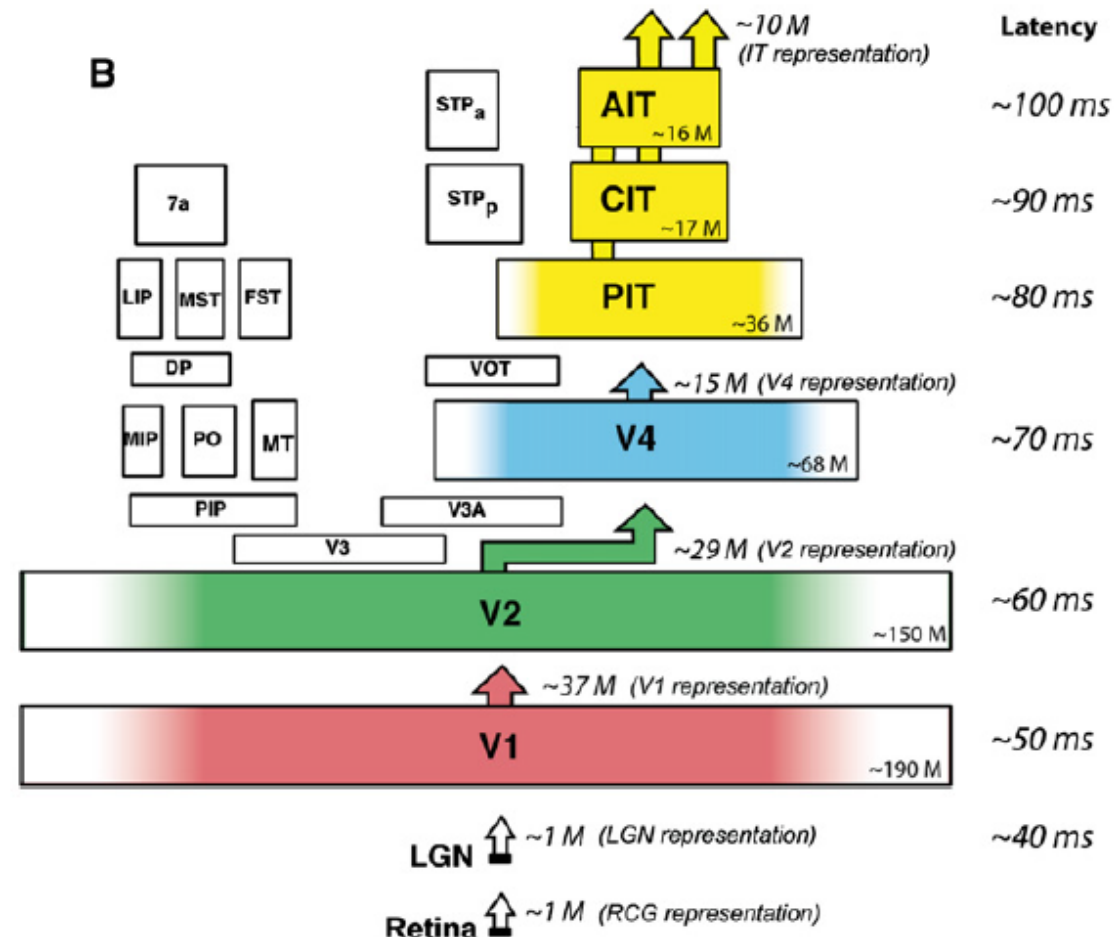 B
Latency
~10 M
(IT representation)
STPa
AIT
~16 M
~100 ms
7a
STPp
CIT
~17 M
~90 ms
LIP
MST
FST
PIT
~36 M
~80 ms
DP
VOT
~15 M (V4 representation)
MIP
PO
MT
V4
~68 M
~70 ms
PIP
V3A
V3
~29 M (V2 representation)
V2
~150 M
~60 ms
~37 M (V1 representation)
V1
~190 M
~50 ms
LGN
~1 M (LGN representation)
~40 ms
Retina
~1 M (RCG representation)